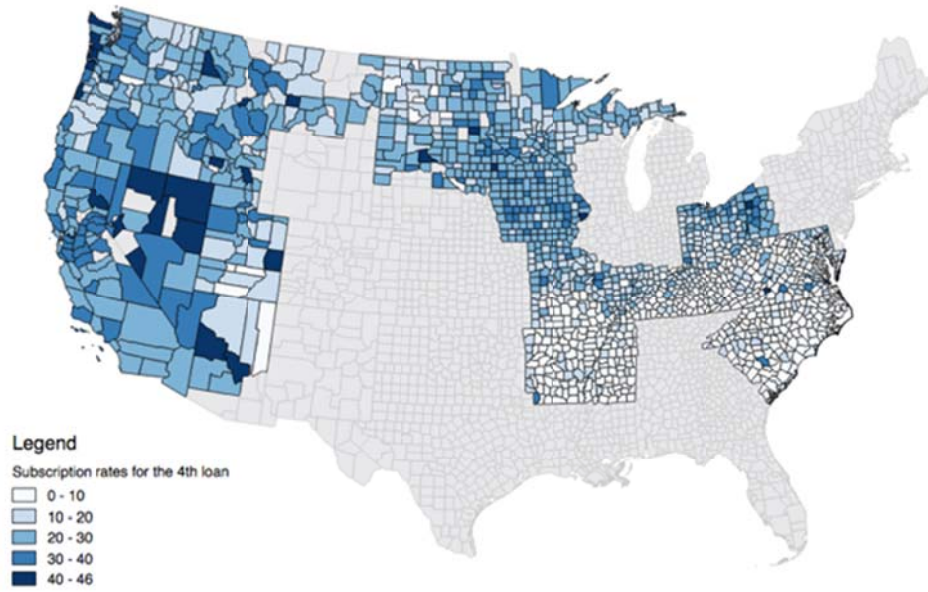 Legend
Subscription rates for the 4th loan
0 - 10
10 - 20
20 - 30
30 - 40
40 - 46